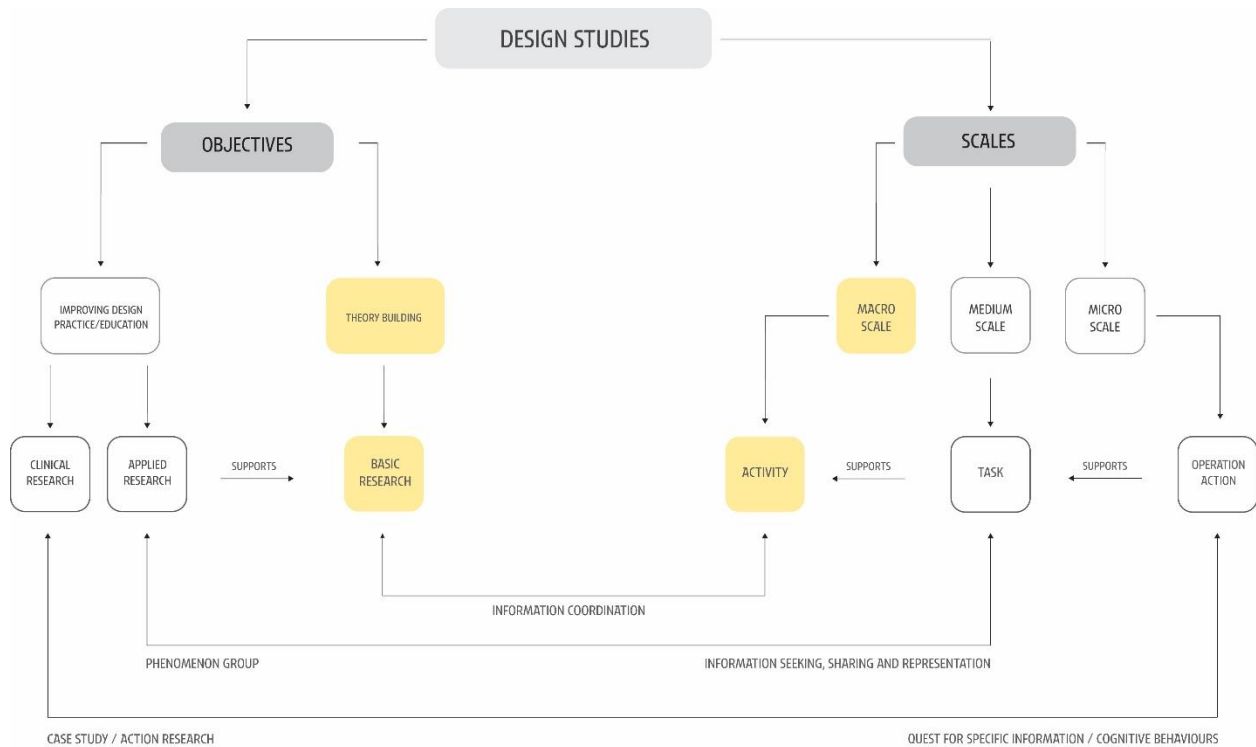 DESIGN STUDIES
OBJECTIVES
SCALES
IMPROVING DESIGN
PRACTICE/EDUCATION
THEORY BUILDING
MACRO
SCALE
MEDIUM
SCALE
MICRO
SCALE
CLINICAL
RESEARCH
APPLIED
RESEARCH
SUPPORTS
BASIC
RESEARCH
ACTIVITY
SUPPORTS
TASK
SUPPORTS
OPERATION
ACTION
INFORMATION COORDINATION
PHENOMENON GROUP
INFORMATION SEEKING, SHARING AND REPRESENTATION
CASE STUDY / ACTION RESEARCH
QUEST FOR SPECIFIC INFORMATION / COGNITIVE BEHAVIOURS